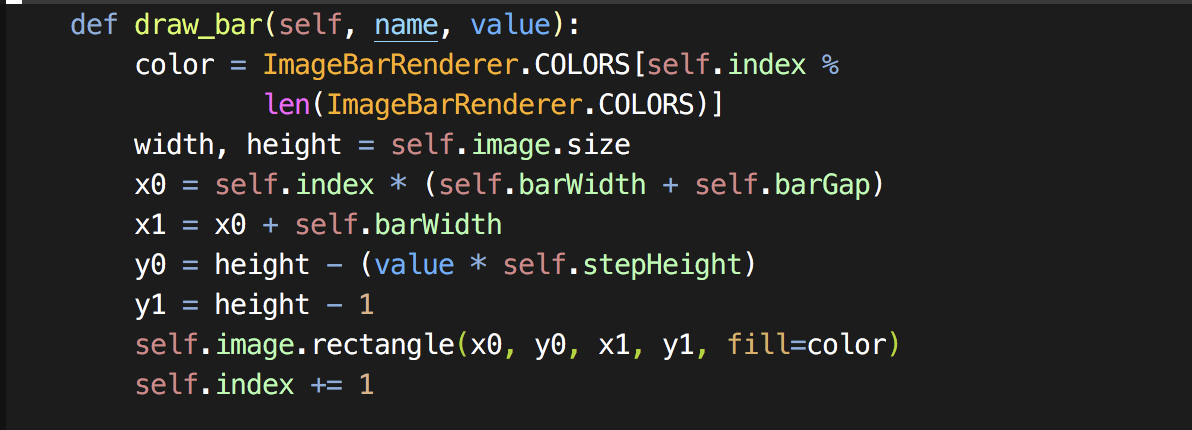 def draw_bar(self, name, value):
color = ImageBarRenderer.COLORS[self.index %
len(ImageBarRenderer.COLORS)]
width, height = self.image.size
x0 = self.index * (self.barWidth + self.barGap)
x1 = x0 + self.barWidth
y0 = height - (value * self.stepHeight)
y1 = height - 1
self.image.rectangle(x0, y0, x1, y1, fill=color)
self.index += 1